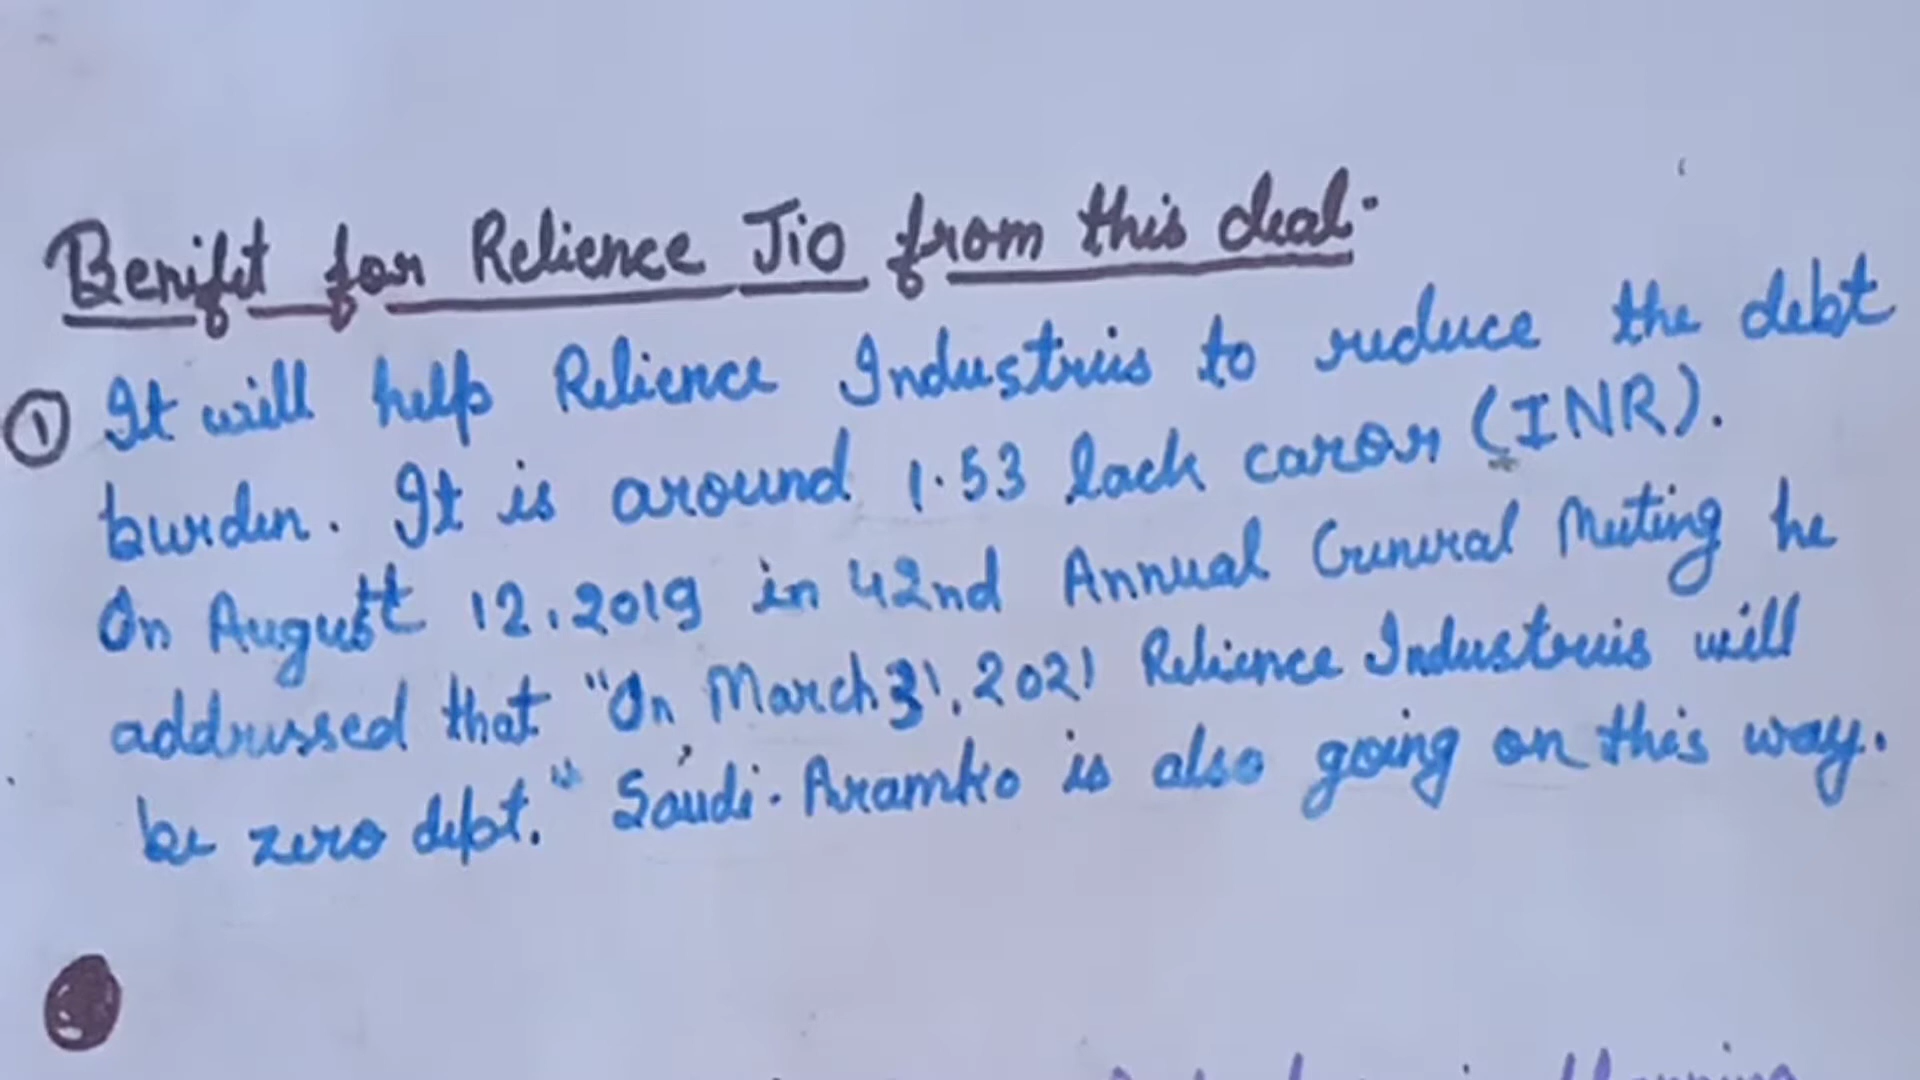 Benifit for Relience Jio from this deal.
① It will help Relience Industries to reduce the debt
burden. It is around 1.53 lack caror (INR).
On August 12, 2019 in 42nd Annual General Meeting he
addressed that "On March 31, 2021 Relience Industries will
be zero debt." Saudi-Aramko is also going on this way.